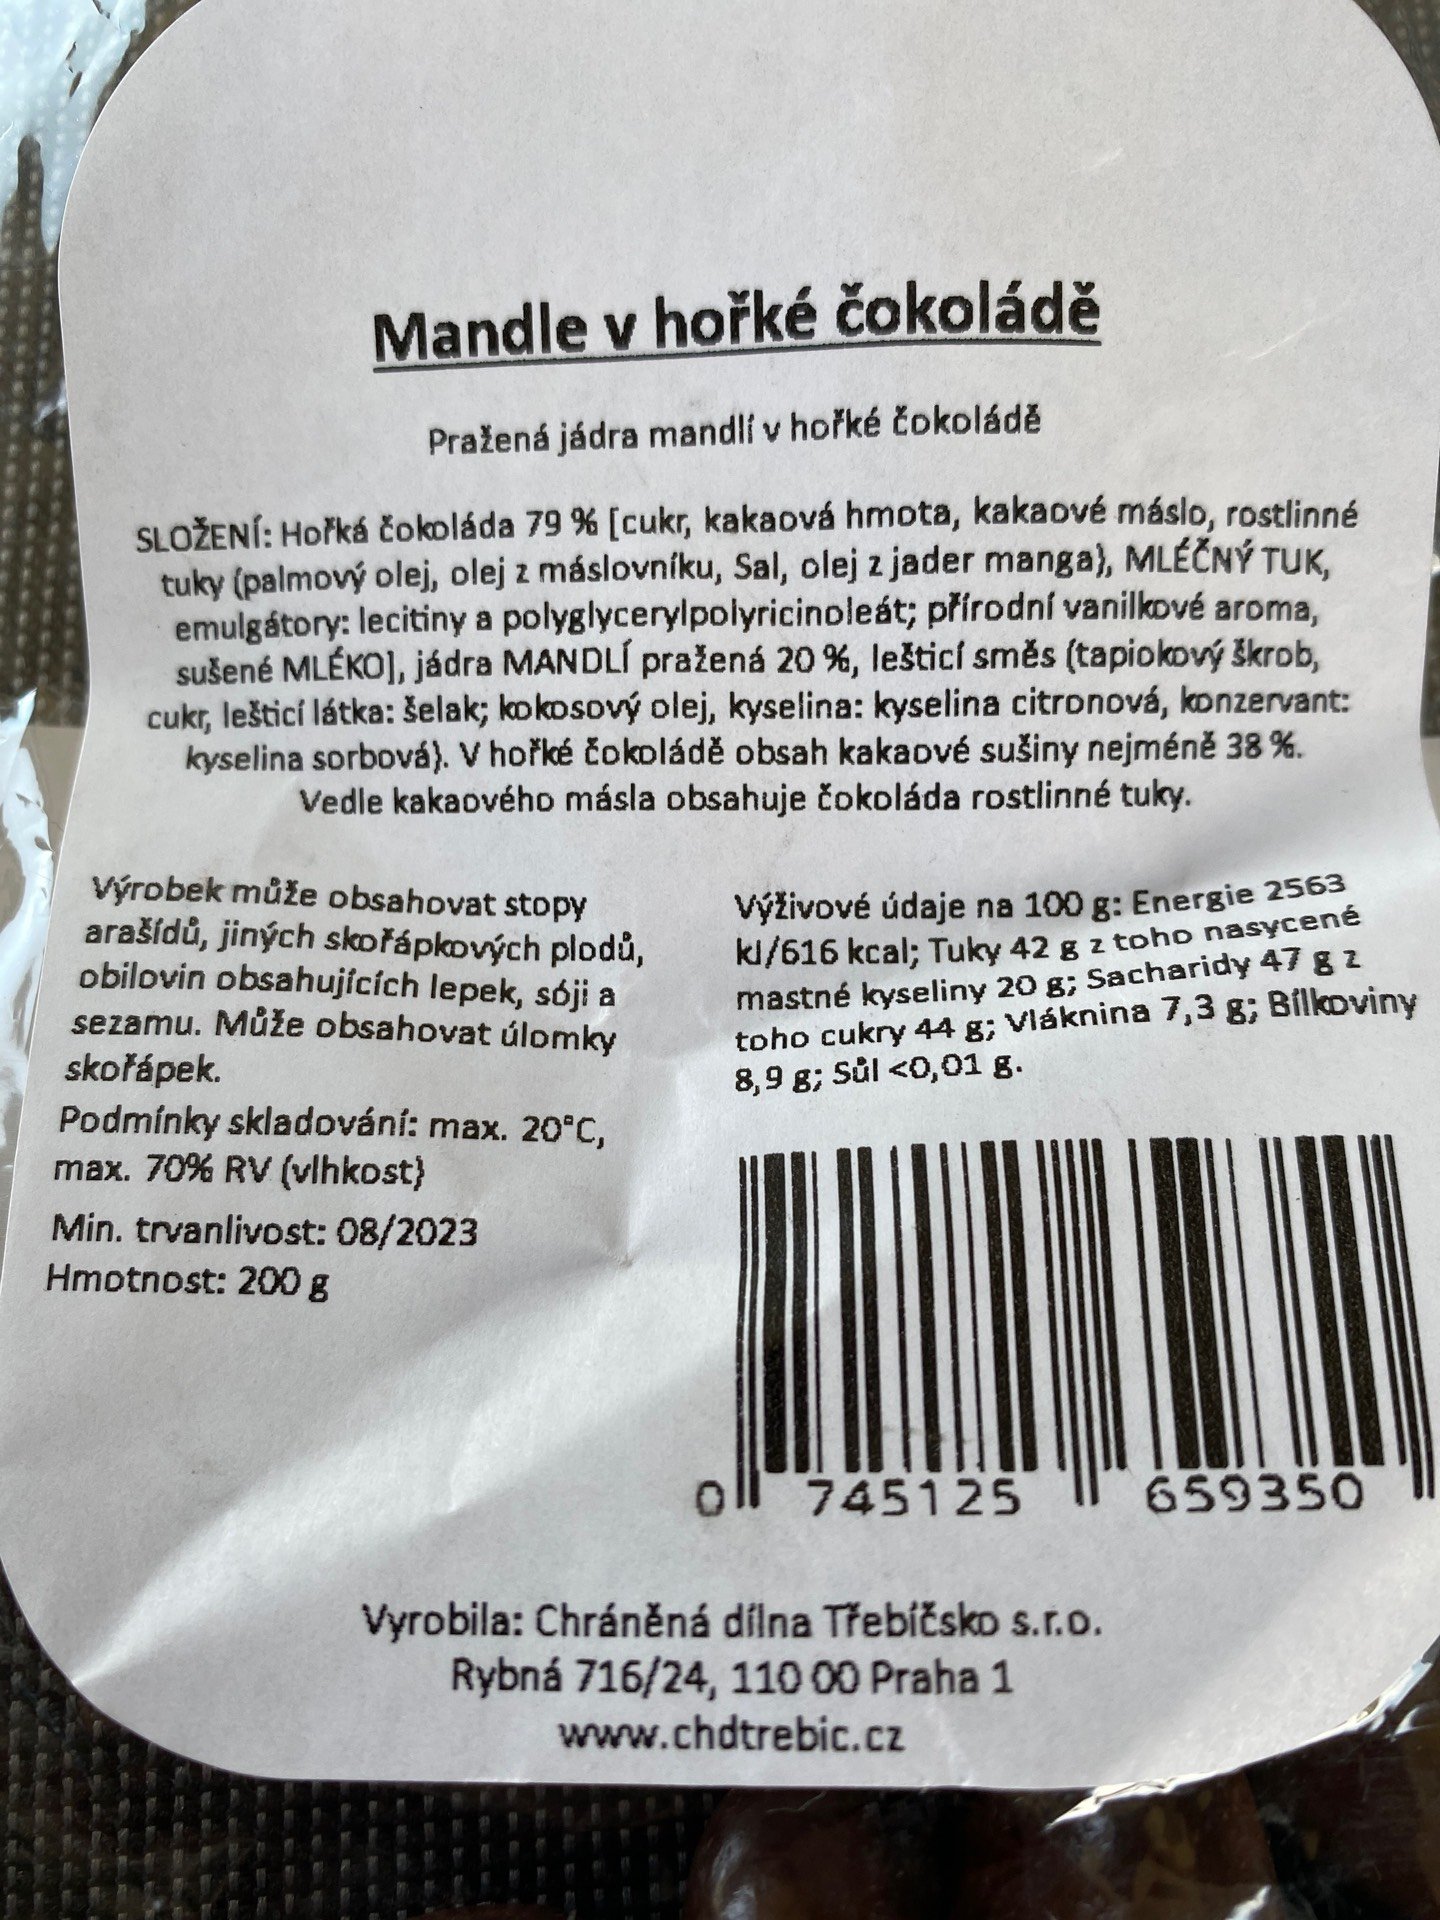 Mandle v hořké čokoládě
Pražená jádra mandlí v hořké čokoládě
SLOŽENÍ: Hořká čokoláda 79 % [cukr, kakaová hmota, kakaové máslo, rostlinné
tuky (palmový olej, olej z máslovníku, Sal, olej z jader manga), MLÉČNÝ TUK,
emulgátory: lecitiny a polyglycerylpolyricinoleát; přírodní vanilkové aroma,
sušené MLÉKO], jádra MANDLÍ pražená 20 %, lešticí směs (tapiokový škrob,
cukr, lešticí látka: šelak; kokosový olej, kyselina: kyselina citronová, konzervant:
kyselina sorbová). V hořké čokoládě obsah kakaové sušiny nejméně 38 %.
Vedle kakaového másla obsahuje čokoláda rostlinné tuky.
Výrobek může obsahovat stopy
arašídů, jiných skořápkových plodů,
obilovin obsahujících lepek, sóji a
sezamu. Může obsahovat úlomky
skořápek.
Podmínky skladování: max. 20°C,
max. 70% RV (vlhkost)
Min. trvanlivost: 08/2023
Hmotnost: 200 g
Výživové údaje na 100 g: Energie 2563
kJ/616 kcal; Tuky 42 g z toho nasycené
mastné kyseliny 20 g; Sacharidy 47 g z
toho cukry 44 g; Vláknina 7,3 g; Bílkoviny
8,9 g; Sůl <0,01 g.
0 745125 659350
Vyrobila: Chráněná dílna Třebíčsko s.r.o.
Rybná 716/24, 110 00 Praha 1
www.chdtrebic.cz